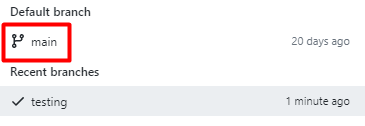 Default branch
main 20 days ago
Recent branches
testing 1 minute ago